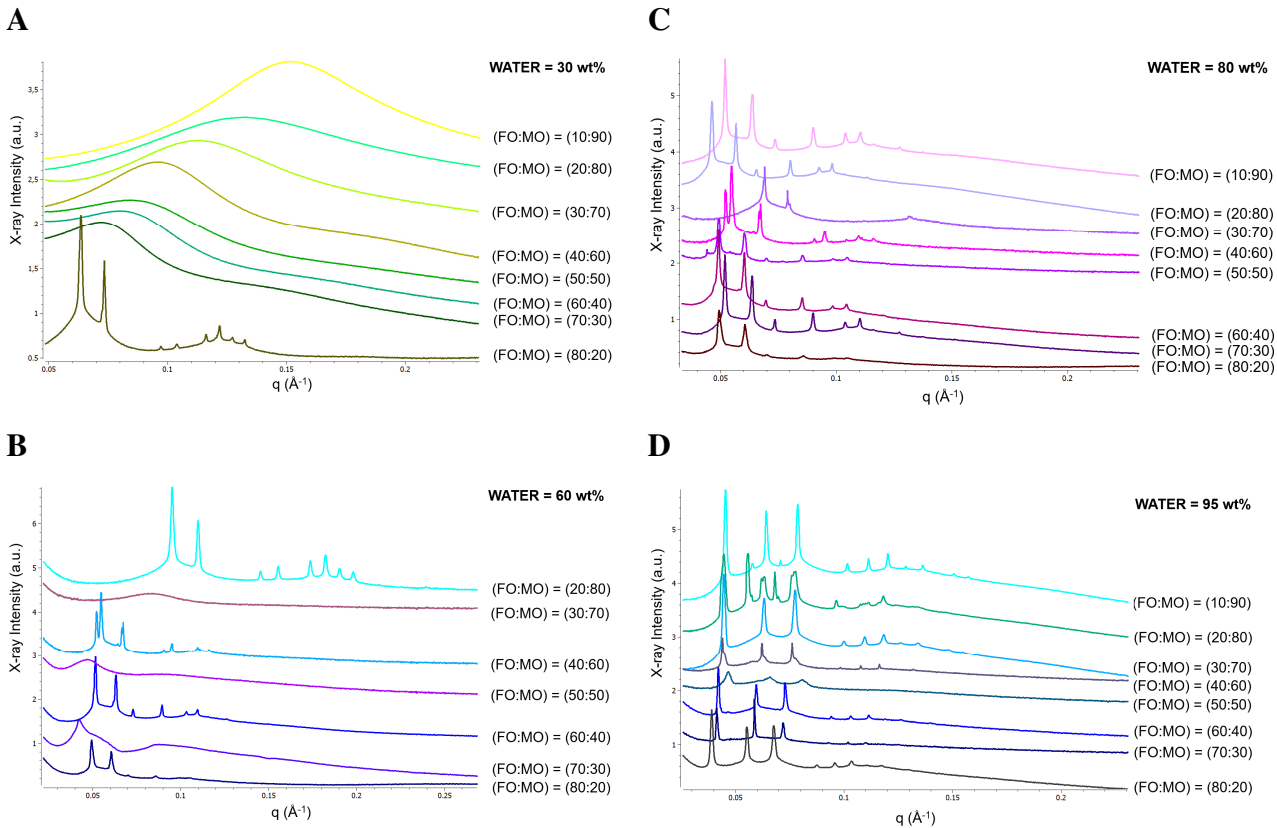 A
WATER = 30 wt%
X-ray Intensity (a.u.)
3,5
3
2,5
2
1,5
1
0.5
(FO:MO) = (10:90)
(FO:MO) = (20:80)
(FO:MO) = (30:70)
(FO:MO) = (40:60)
(FO:MO) = (50:50)
(FO:MO) = (60:40)
(FO:MO) = (70:30)
(FO:MO) = (80:20)
0.05 0.1 0.15 0.2
q (Å-1)
C
WATER = 80 wt%
X-ray Intensity (a.u.)
5
4
3
2
1
(FO:MO) = (10:90)
(FO:MO) = (20:80)
(FO:MO) = (30:70)
(FO:MO) = (40:60)
(FO:MO) = (50:50)
(FO:MO) = (60:40)
(FO:MO) = (70:30)
(FO:MO) = (80:20)
0.05 0.1 0.15 0.2
q (Å-1)
B
WATER = 60 wt%
X-ray Intensity (a.u.)
6
5
4
3
2
1
(FO:MO) = (20:80)
(FO:MO) = (30:70)
(FO:MO) = (40:60)
(FO:MO) = (50:50)
(FO:MO) = (60:40)
(FO:MO) = (70:30)
(FO:MO) = (80:20)
0.05 0.1 0.15 0.2 0.25
q (Å-1)
D
WATER = 95 wt%
X-ray Intensity (a.u.)
5
4
3
2
1
(FO:MO) = (10:90)
(FO:MO) = (20:80)
(FO:MO) = (30:70)
(FO:MO) = (40:60)
(FO:MO) = (50:50)
(FO:MO) = (60:40)
(FO:MO) = (70:30)
(FO:MO) = (80:20)
0.05 0.1 0.15 0.2
q (Å-1)